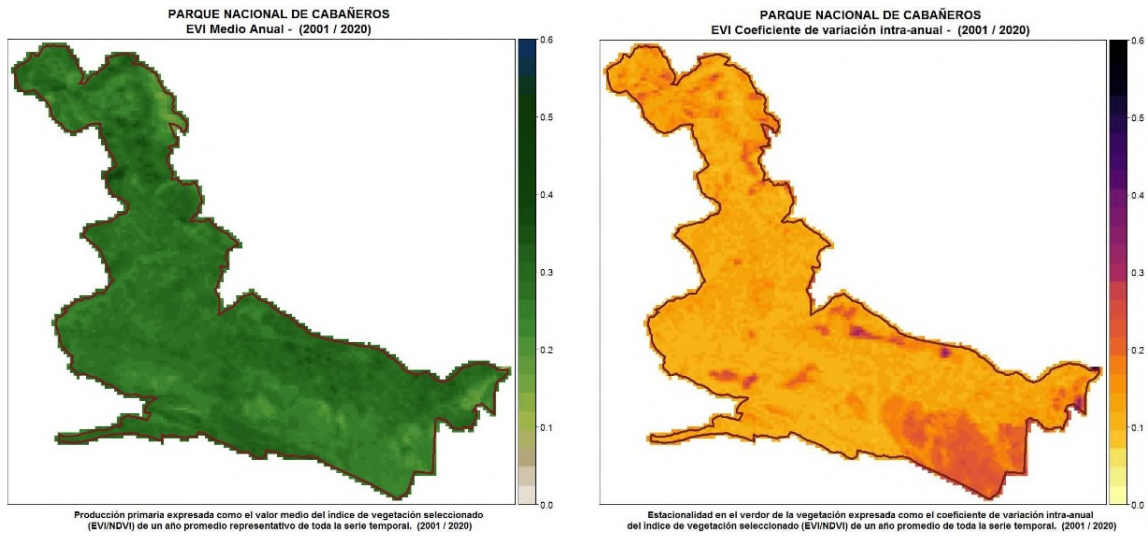 PARQUE NACIONAL DE CABAÑEROS
EVI Medio Anual - (2001 / 2020)
0.6
0.5
0.4
0.3
0.2
0.1
0.0
Producción primaria expresada como el valor medio del índice de vegetación seleccionado
(EVI/NDVI) de un año promedio representativo de toda la serie temporal. (2001 / 2020)
PARQUE NACIONAL DE CABAÑEROS
EVI Coeficiente de variación intra-anual - (2001 / 2020)
0.6
0.5
0.4
0.3
0.2
0.1
0.0
Estacionalidad en el verdor de la vegetación expresada como el coeficiente de variación intra-anual
del índice de vegetación seleccionado (EVI/NDVI) de un año promedio de toda la serie temporal. (2001 / 2020)